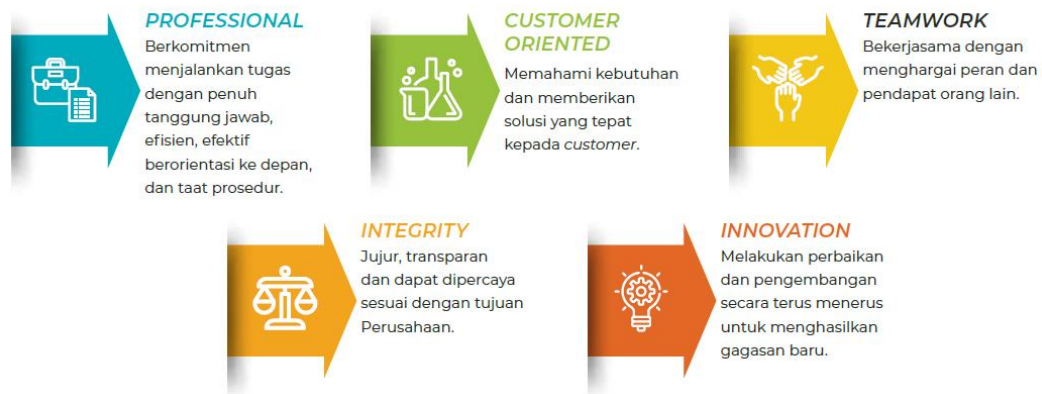 PROFESSIONAL
Berkomitmen
menjalankan tugas
dengan penuh
tanggung jawab,
efisien, efektif
berorientasi ke depan,
dan taat prosedur.
CUSTOMER
ORIENTED
Memahami kebutuhan
dan memberikan
solusi yang tepat
kepada customer.
TEAMWORK
Bekerjasama dengan
menghargai peran dan
pendapat orang lain.
INTEGRITY
Jujur, transparan
dan dapat dipercaya
sesuai dengan tujuan
Perusahaan.
INNOVATION
Melakukan perbaikan
dan pengembangan
secara terus menerus
untuk menghasilkan
gagasan baru.